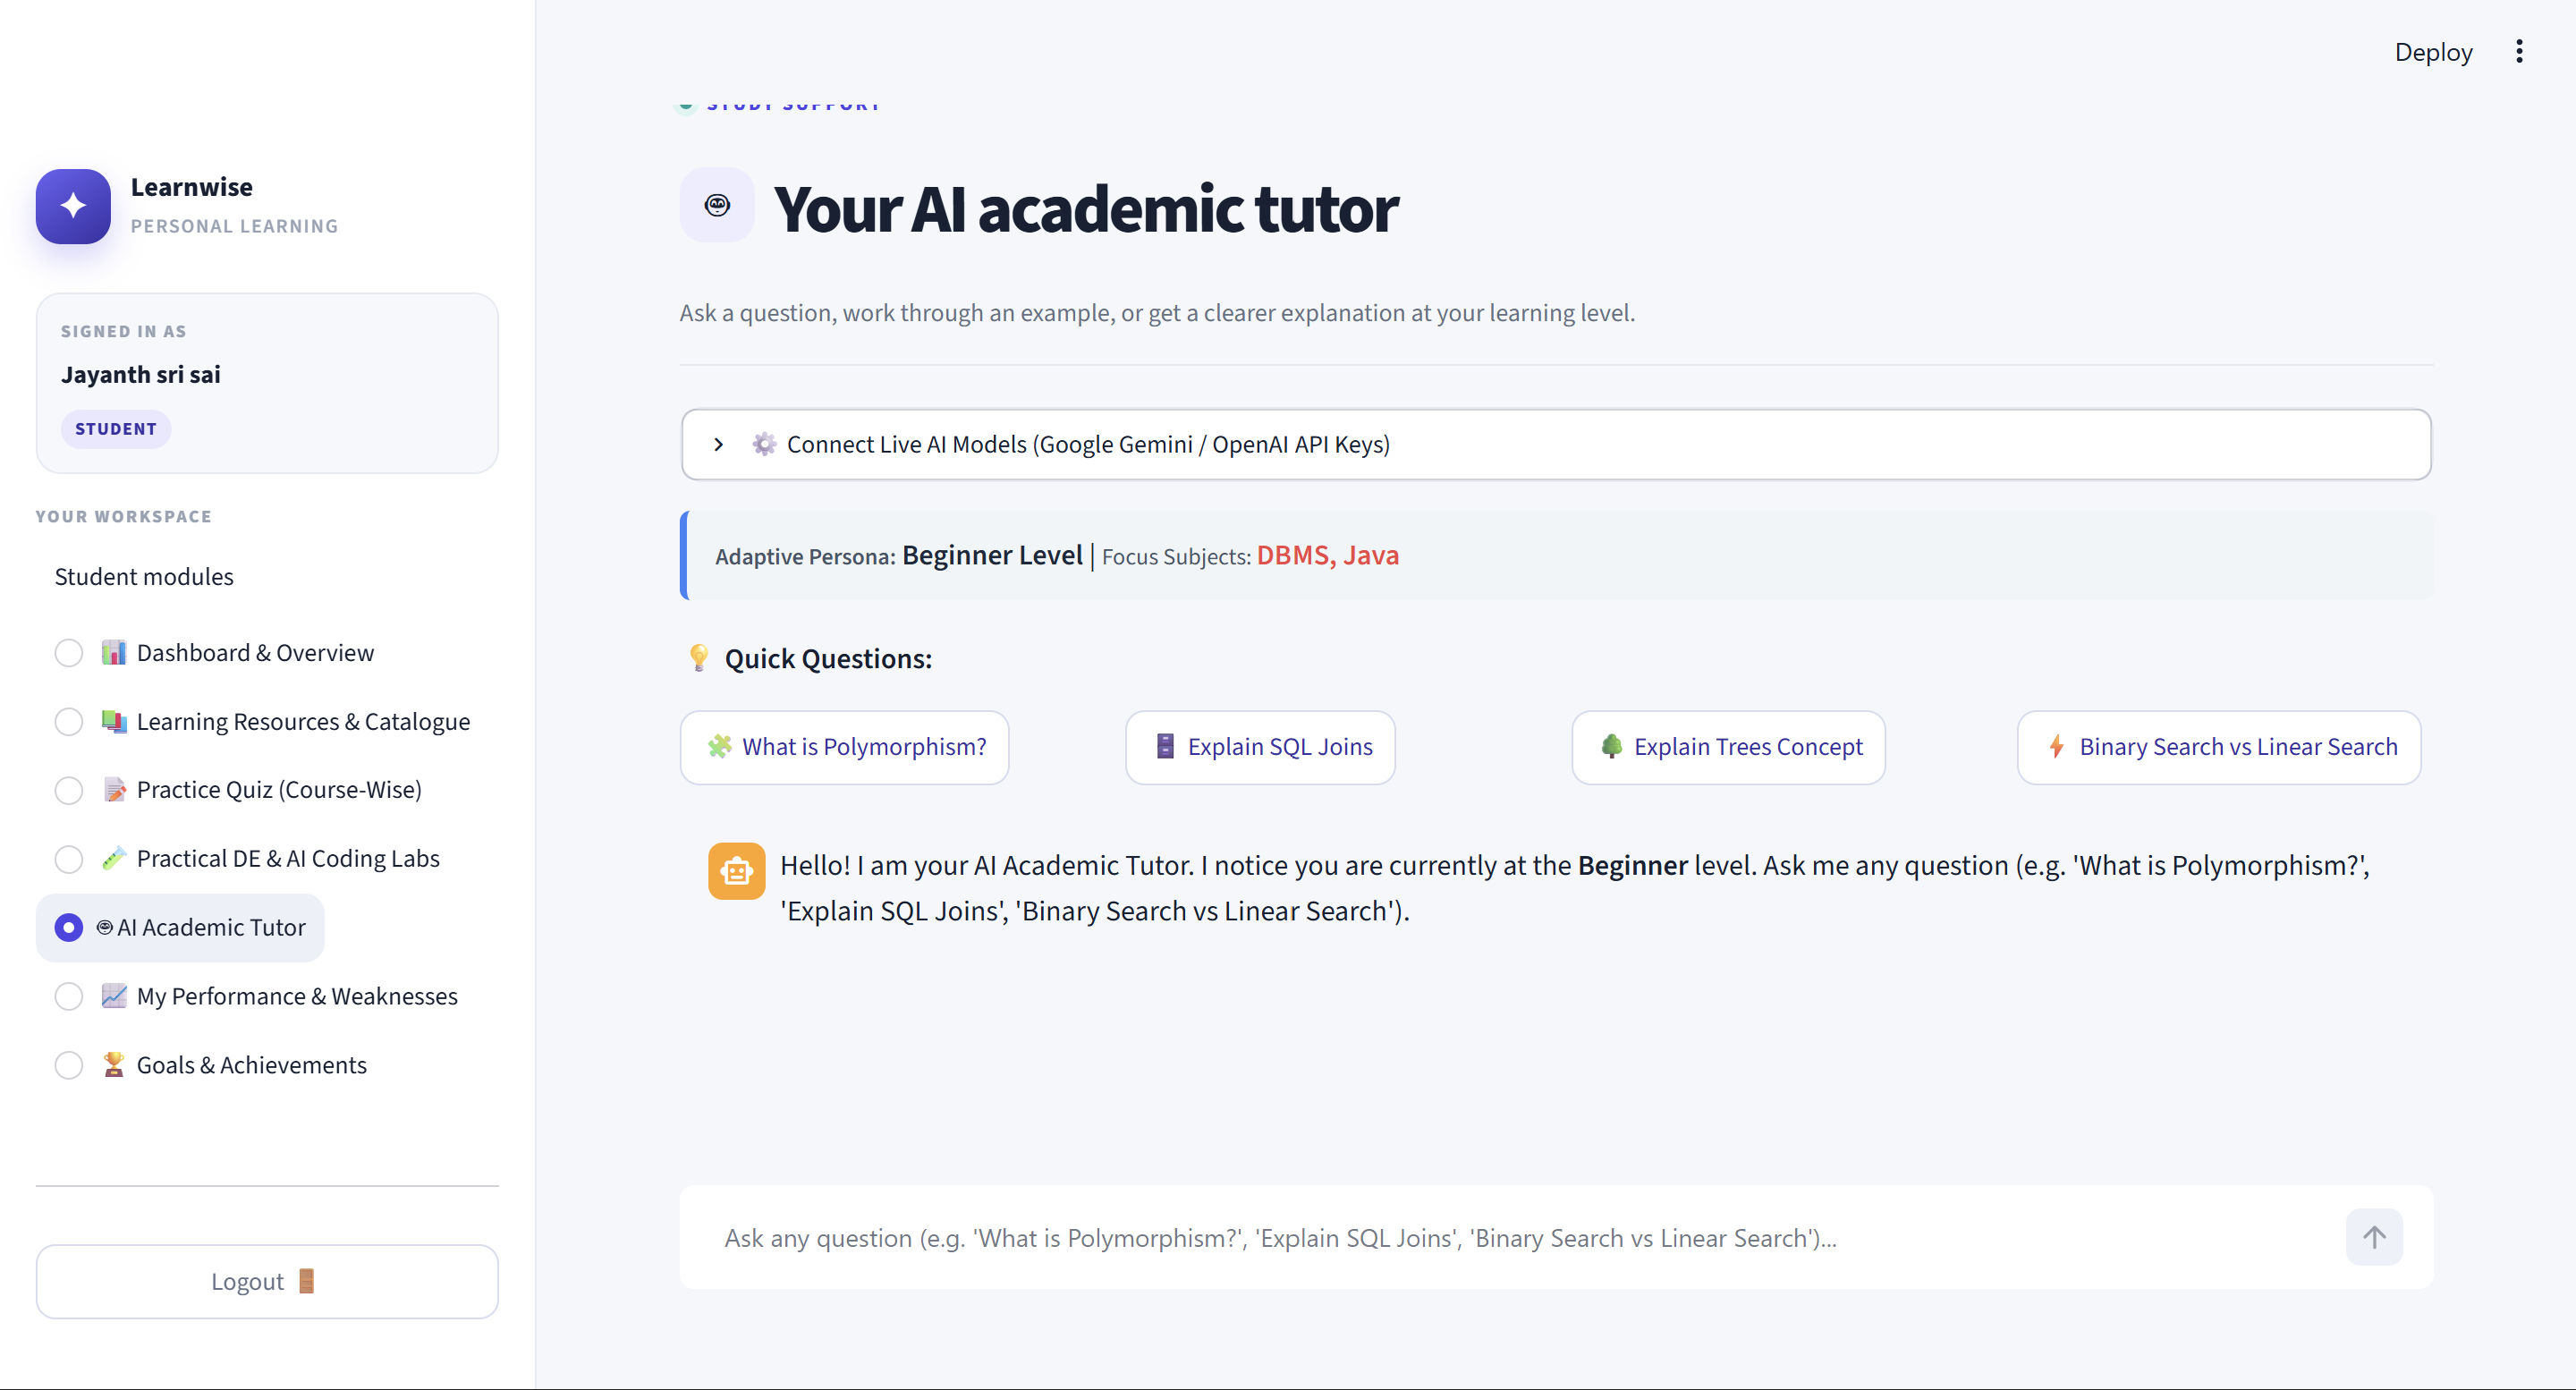 Deploy
Learnwise
PERSONAL LEARNING
SIGNED IN AS
Jayanth sri sai
STUDENT
YOUR WORKSPACE
Student modules
Dashboard & Overview
Learning Resources & Catalogue
Practice Quiz (Course-Wise)
Practical DE & AI Coding Labs
AI Academic Tutor
My Performance & Weaknesses
Goals & Achievements
Logout
STUDY SUPPORT
Your AI academic tutor
Ask a question, work through an example, or get a clearer explanation at your learning level.
Connect Live AI Models (Google Gemini / OpenAI API Keys)
Adaptive Persona: Beginner Level | Focus Subjects: DBMS, Java
Quick Questions:
What is Polymorphism?
Explain SQL Joins
Explain Trees Concept
Binary Search vs Linear Search
Hello! I am your AI Academic Tutor. I notice you are currently at the Beginner level. Ask me any question (e.g. 'What is Polymorphism?',
'Explain SQL Joins', 'Binary Search vs Linear Search').
Ask any question (e.g. 'What is Polymorphism?', 'Explain SQL Joins', 'Binary Search vs Linear Search')...